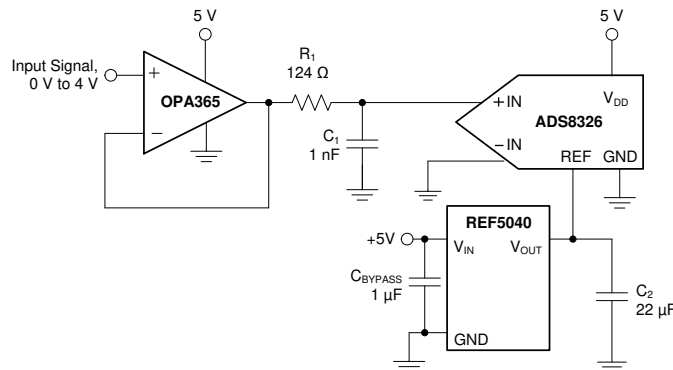 5 V
5 V
Input Signal,
0 V to 4 V
R1
124 Ω
+
OPA365
−
C1
1 nF
+IN
VDD
ADS8326
−IN
REF
GND
REF5040
+5V
VIN
VOUT
CBYPASS
1 µF
C2
22 µF
GND